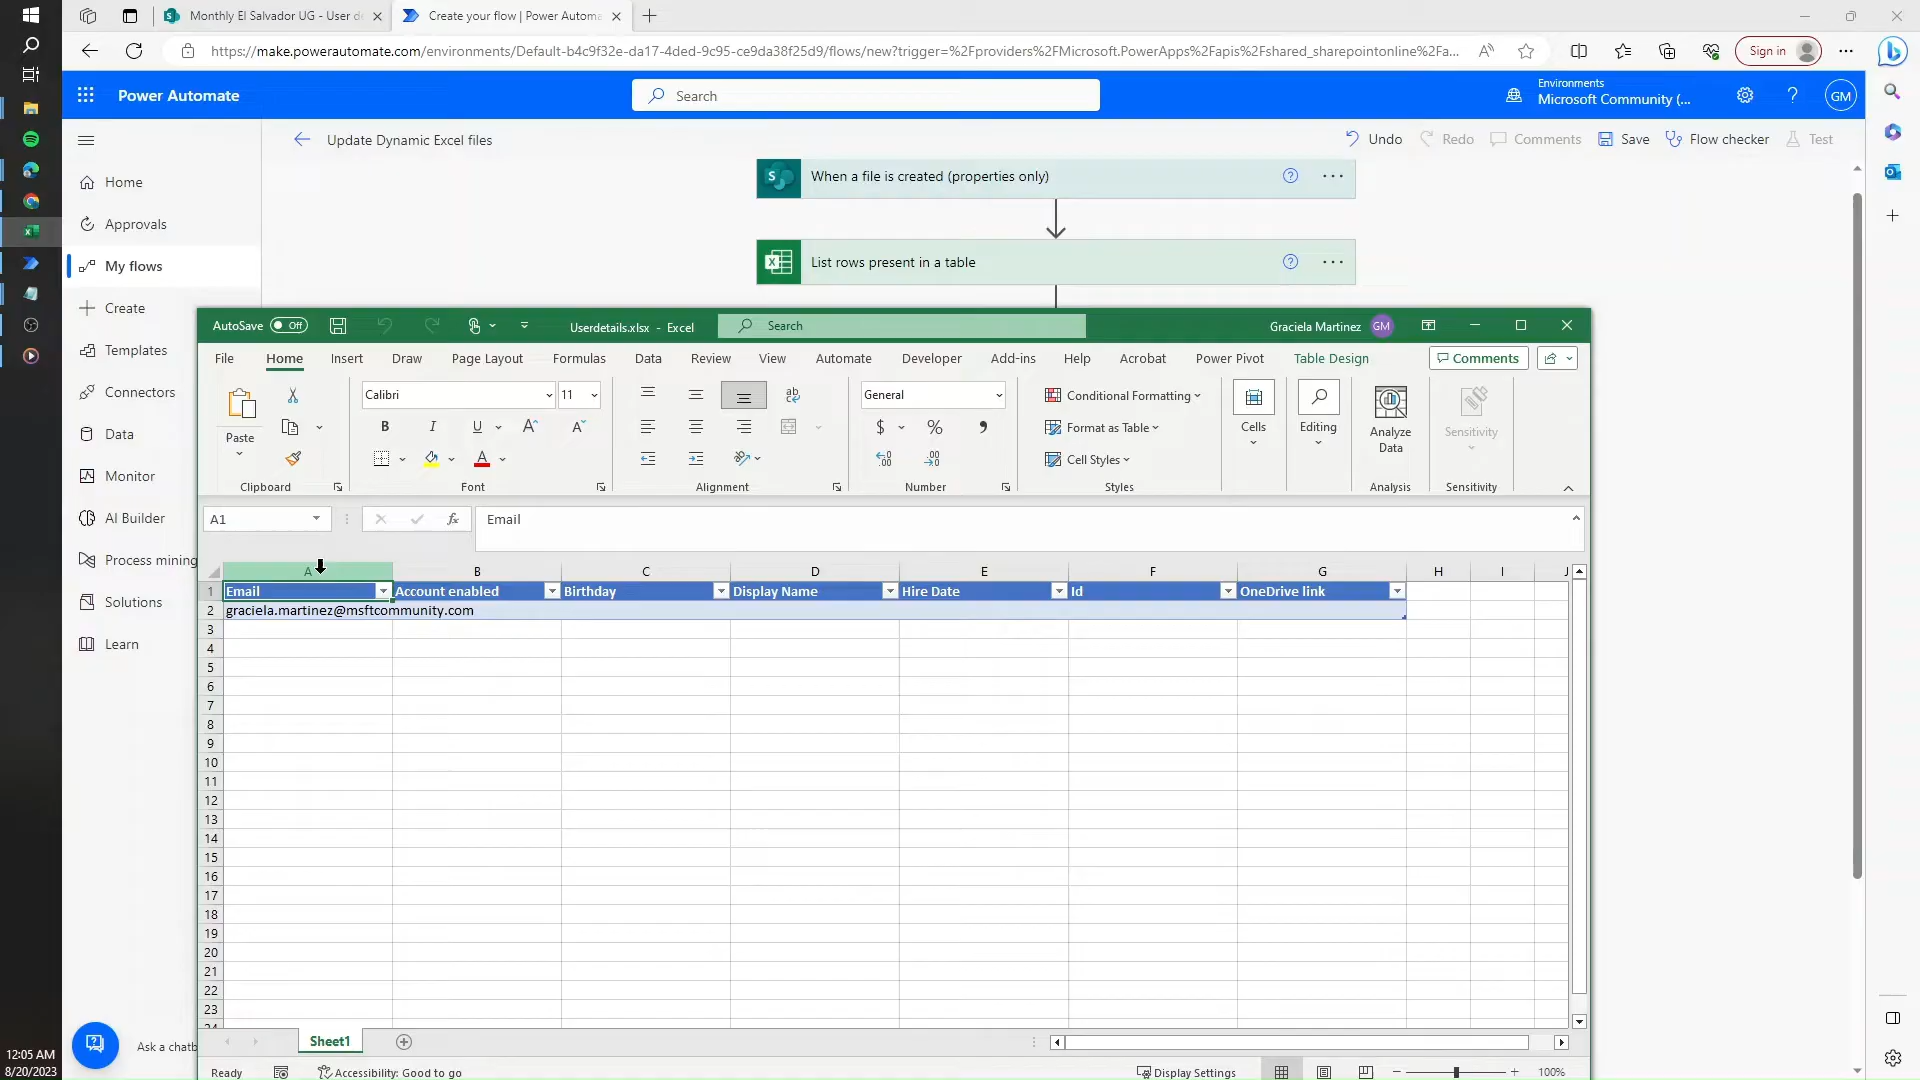 Monthly El Salvador UG - User de
Create your flow | Power Automa
https://make.powerautomate.com/environments/Default-b4c9f32e-da17-4ded-9c95-ce9da38f25d9/flows/new?trigger=%2Fproviders%2FMicrosoft.PowerApps%2Fapis%2Fshared_sharepointonline%2Fa...
Sign in
Power Automate
Search
Environments
Microsoft Community (...
GM
Update Dynamic Excel files
Undo
Redo
Comments
Save
Flow checker
Test
Home
Approvals
My flows
Create
Templates
Connectors
Data
Monitor
AI Builder
Process mining
Solutions
Learn
Ask a chatb
When a file is created (properties only)
List rows present in a table
AutoSave Off
Userdetails.xlsx - Excel
Search
Graciela Martinez GM
File Home Insert Draw Page Layout Formulas Data Review View Automate Developer Add-ins Help Acrobat Power Pivot Table Design
Comments
Paste
Clipboard
Calibri 11
B I U
Font
Alignment
General
$ % 
Number
Conditional Formatting
Format as Table
Cell Styles
Styles
Cells
Editing
Analyze
Data
Analysis
Sensitivity
Sensitivity
A1 fx Email
A B C D E F G H I J
1 Email Account enabled Birthday Display Name Hire Date Id OneDrive link
2 graciela.martinez@msftcommunity.com
3
4
5
6
7
8
9
10
11
12
13
14
15
16
17
18
19
20
21
22
23
24
Sheet1
Ready
Accessibility: Good to go
Display Settings
100%
12:05 AM
8/20/2023